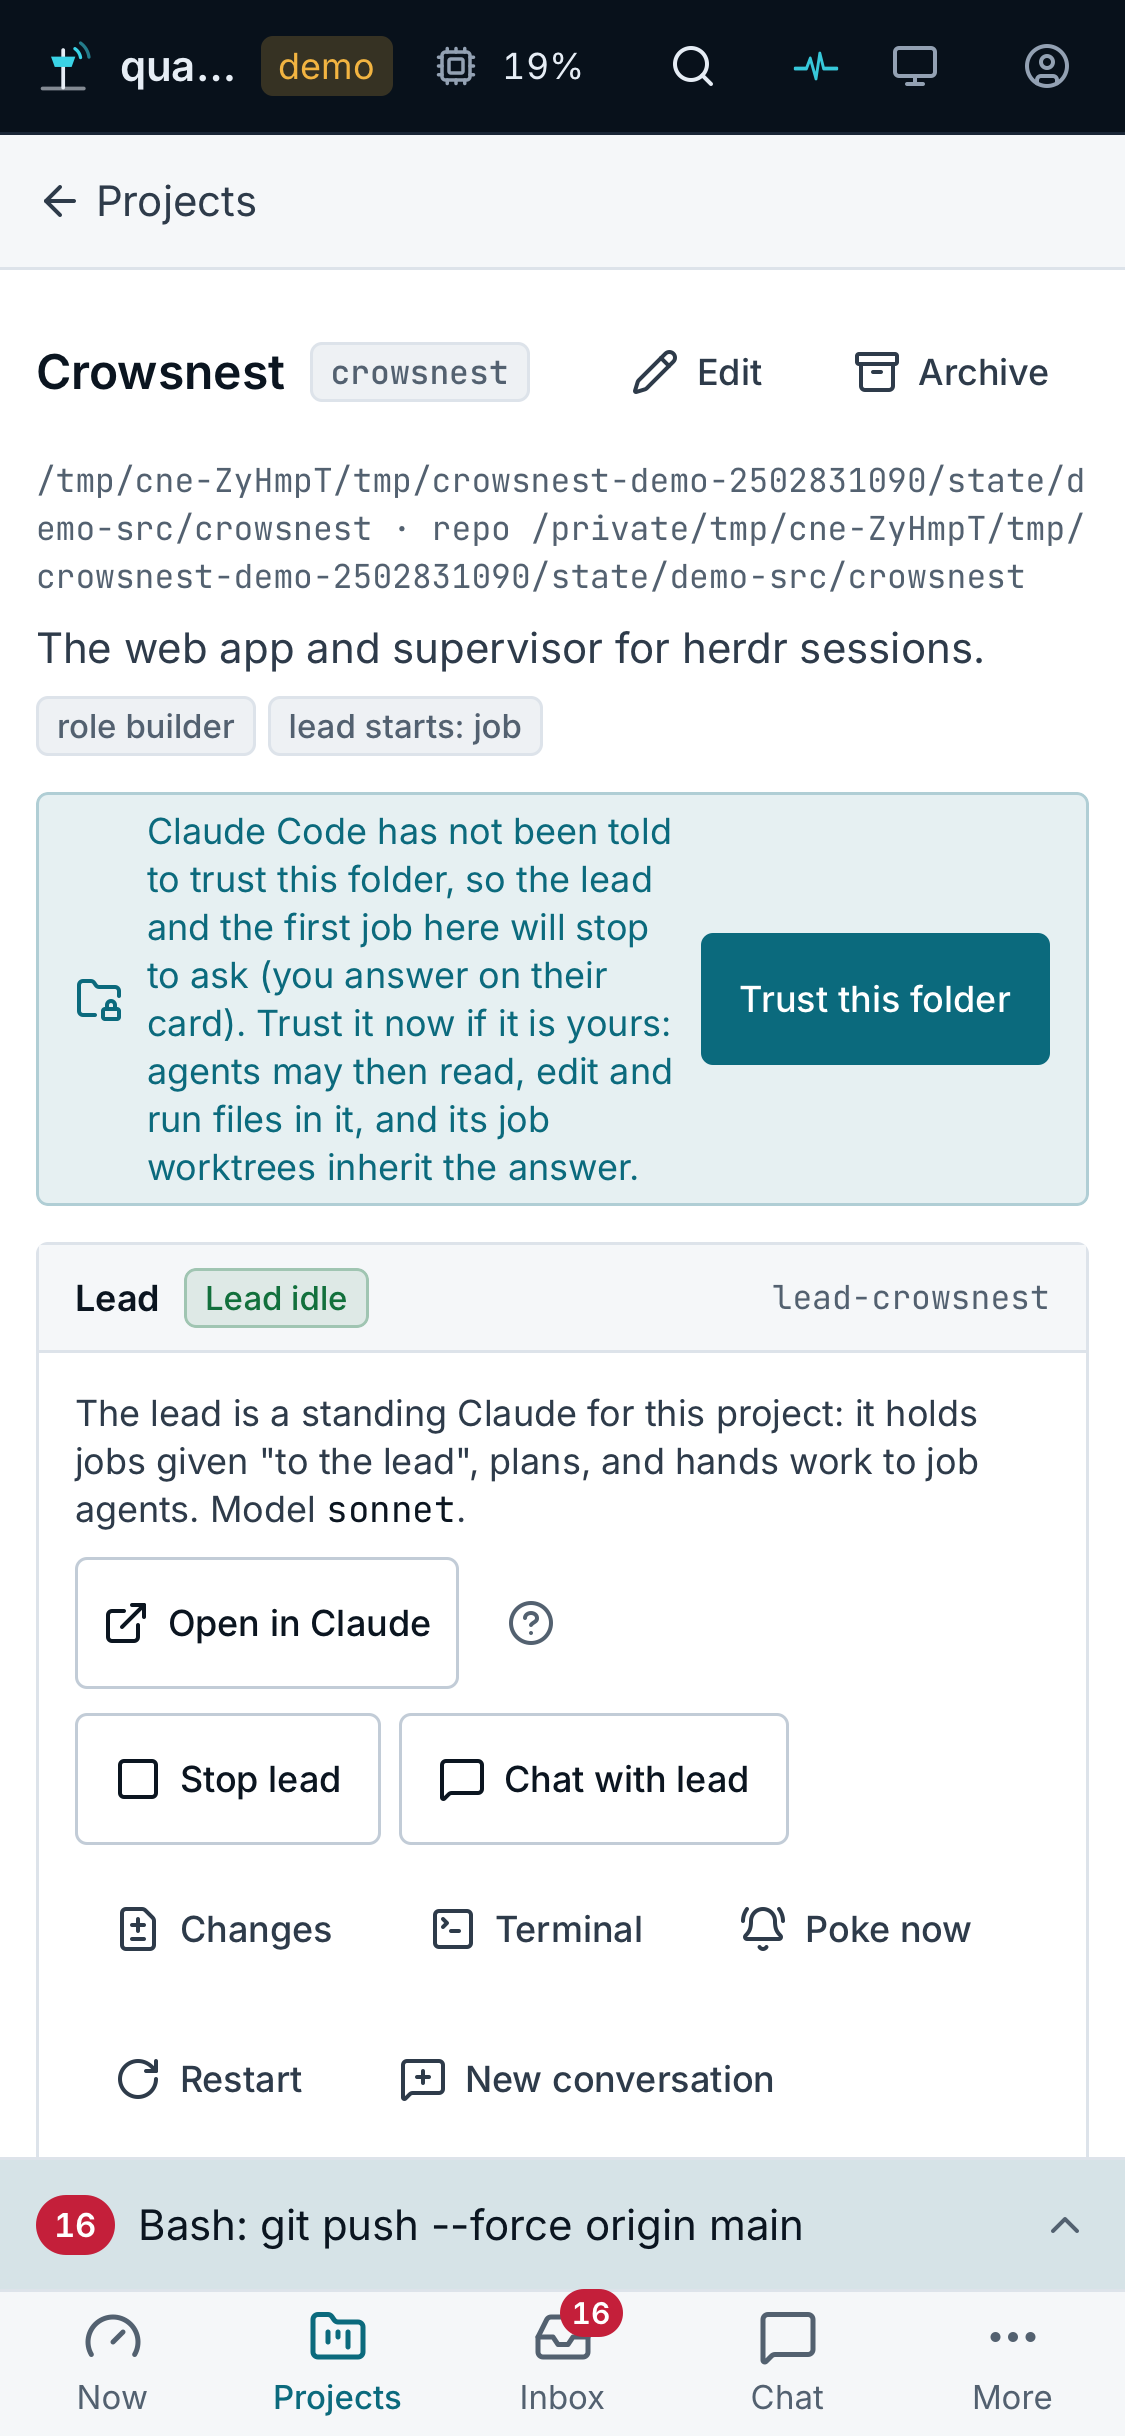 qua... demo 19%
Projects
Crowsnest crowsnest Edit Archive
/tmp/cne-ZyHmpT/tmp/crowsnest-demo-2502831090/state/d
emo-src/crowsnest · repo /private/tmp/cne-ZyHmpT/tmp/
crowsnest-demo-2502831090/state/demo-src/crowsnest
The web app and supervisor for herdr sessions.
role builder lead starts: job
Claude Code has not been told
to trust this folder, so the lead
and the first job here will stop
to ask (you answer on their
card). Trust it now if it is yours:
agents may then read, edit and
run files in it, and its job
worktrees inherit the answer.
Trust this folder
Lead Lead idle lead-crowsnest
The lead is a standing Claude for this project: it holds
jobs given "to the lead", plans, and hands work to job
agents. Model sonnet.
Open in Claude
Stop lead Chat with lead
Changes Terminal Poke now
Restart New conversation
16 Bash: git push --force origin main
16
Now Projects Inbox Chat More